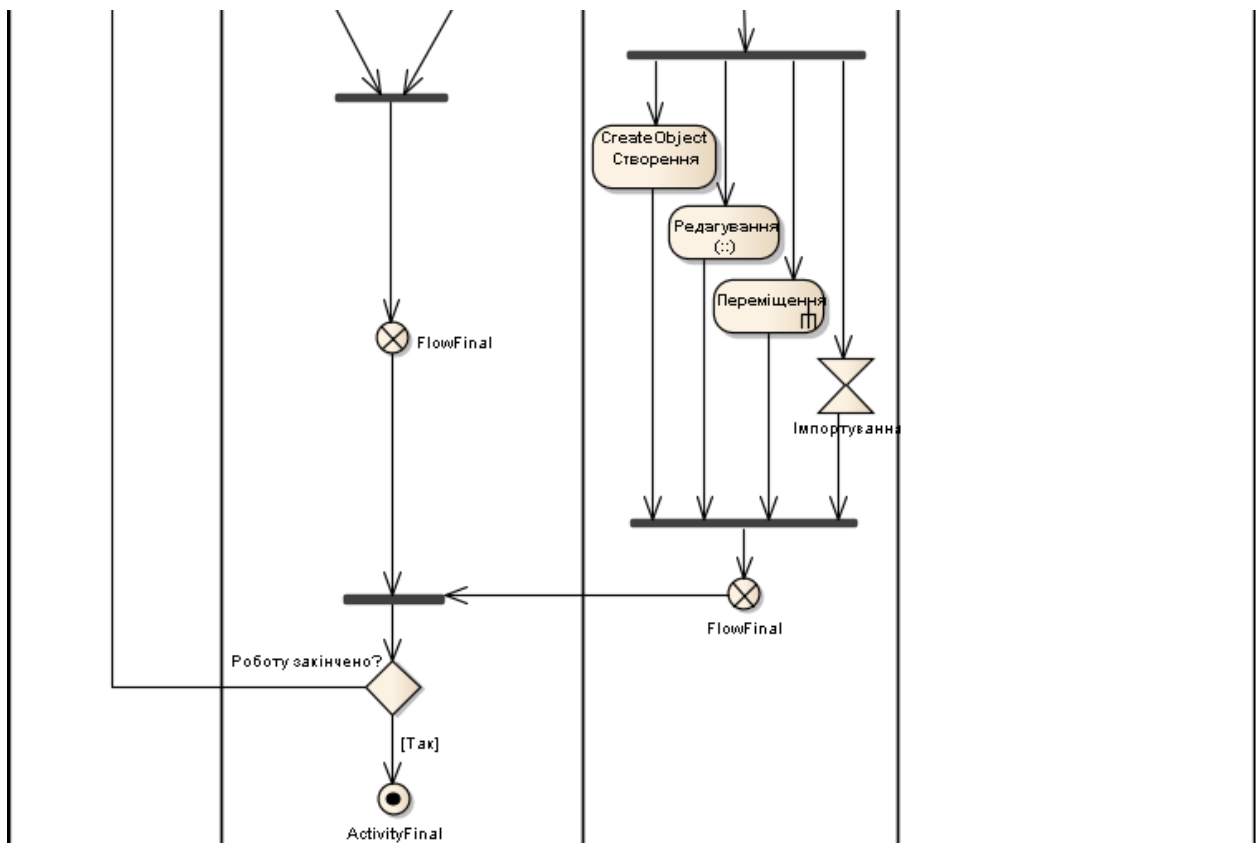 CreateObject
Створення
Редагування
(::)
Переміщення
FlowFinal
Імпортування
FlowFinal
Роботу закінчено?
[Так]
ActivityFinal